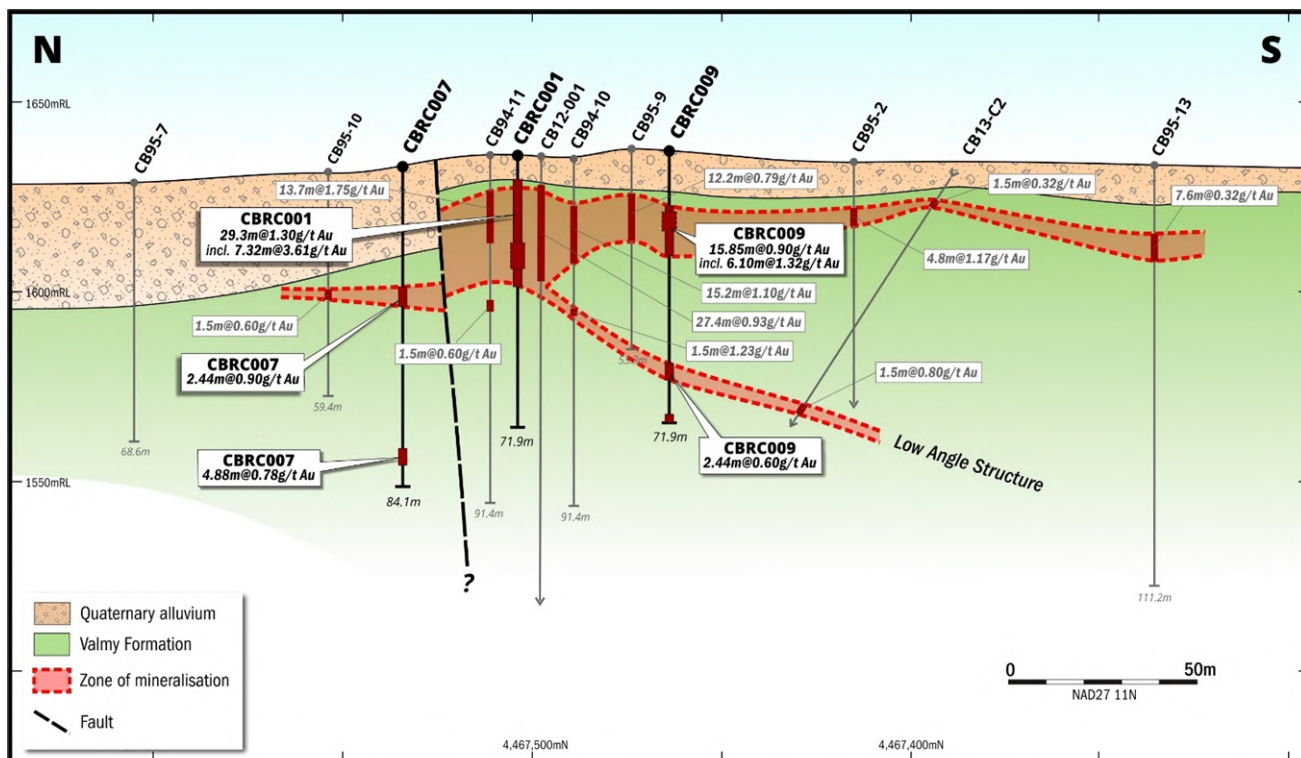 N
S
1650mRL
1600mRL
1550mRL
CB95-7
CB95-10
CBRC007
CB94-11
CBRC001
CB12-001
CB94-10
CB95-9
CBRC009
CB95-2
CB13-C2
CB95-13
13.7m@1.75g/t Au
12.2m@0.79g/t Au
1.5m@0.32g/t Au
7.6m@0.32g/t Au
CBRC001
29.3m@1.30g/t Au
incl. 7.32m@3.61g/t Au
CBRC009
15.85m@0.90g/t Au
incl. 6.10m@1.32g/t Au
4.8m@1.17g/t Au
15.2m@1.10g/t Au
27.4m@0.93g/t Au
1.5m@0.60g/t Au
1.5m@0.60g/t Au
1.5m@1.23g/t Au
CBRC007
2.44m@0.90g/t Au
1.5m@0.80g/t Au
59.4m
68.6m
71.9m
71.9m
CBRC009
2.44m@0.60g/t Au
Low Angle Structure
CBRC007
4.88m@0.78g/t Au
84.1m
91.4m
91.4m
?
111.2m
Quaternary alluvium
Valmy Formation
Zone of mineralisation
Fault
0
50m
NAD27 11N
4,467,500mN
4,467,400mN